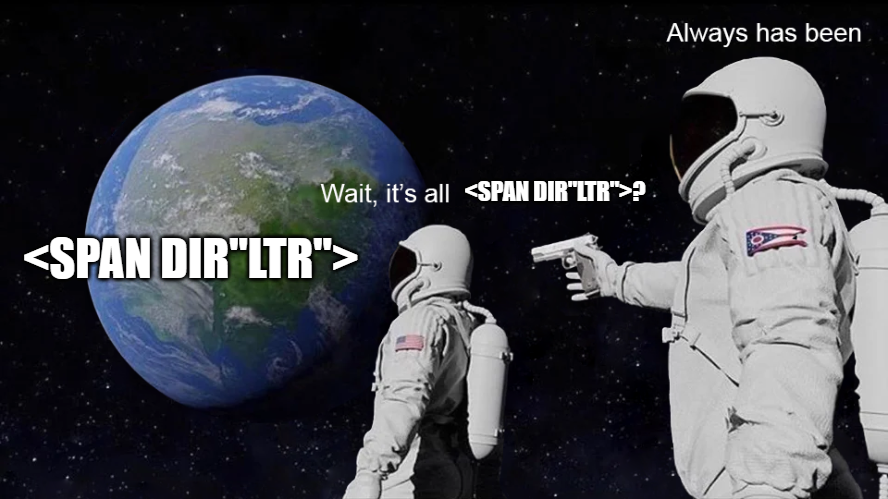 Always has been
Wait, it's all <SPAN DIR"LTR">?
<SPAN DIR"LTR">